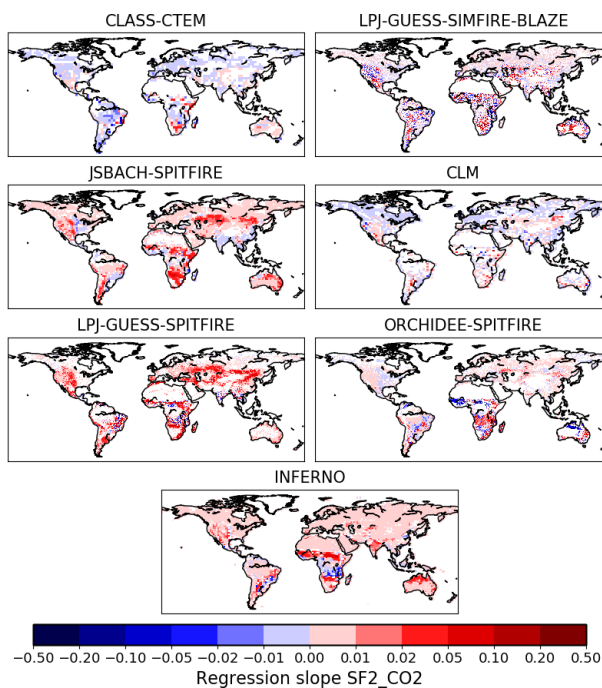 CLASS-CTEM LPJ-GUESS-SIMFIRE-BLAZE
JSBACH-SPITFIRE CLM
LPJ-GUESS-SPITFIRE ORCHIDEE-SPITFIRE
INFERNO
−0.50 −0.20 −0.10 −0.05 −0.02 −0.01 0.00 0.01 0.02 0.05 0.10 0.20 0.50
Regression slope SF2_CO2